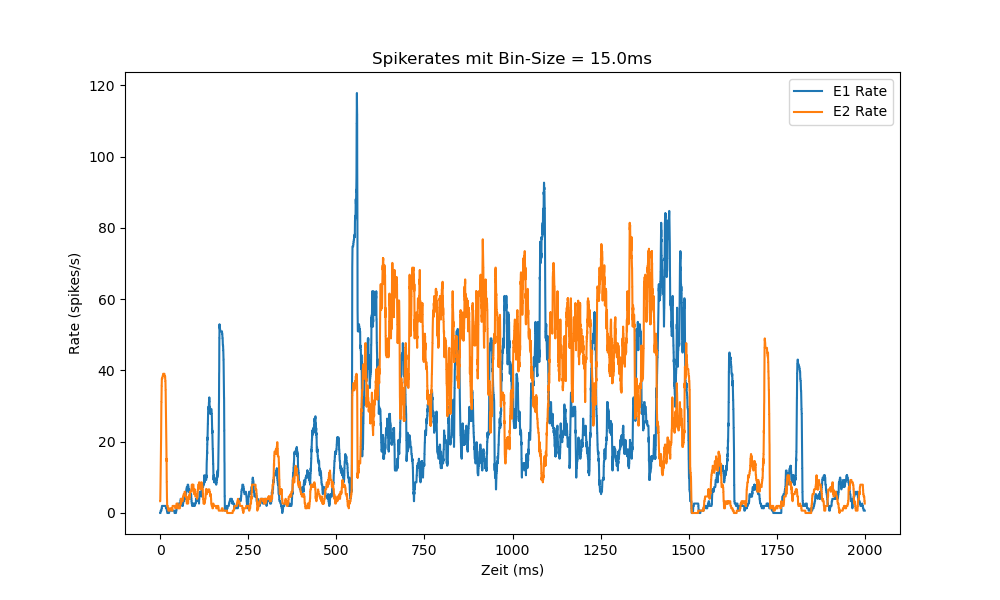 Spikerates mit Bin-Size = 15.0ms
120
100
80
60
40
20
0
Rate (spikes/s)
E1 Rate
E2 Rate
0 250 500 750 1000 1250 1500 1750 2000
Zeit (ms)